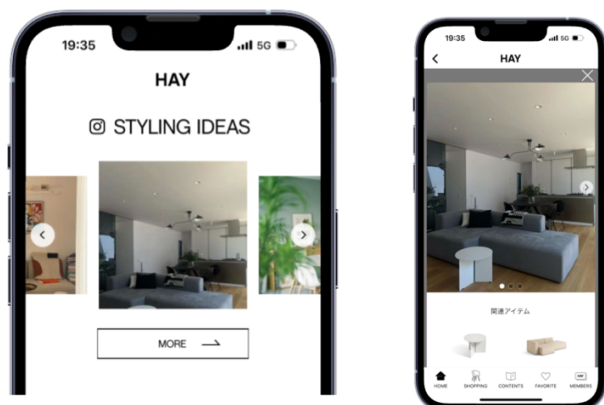 19:35
5G
HAY
STYLING IDEAS
MORE
19:35
5G
HAY
関連アイテム
HOME
SHOPPING
CONTENTS
FAVORITE
HAY
MEMBERS